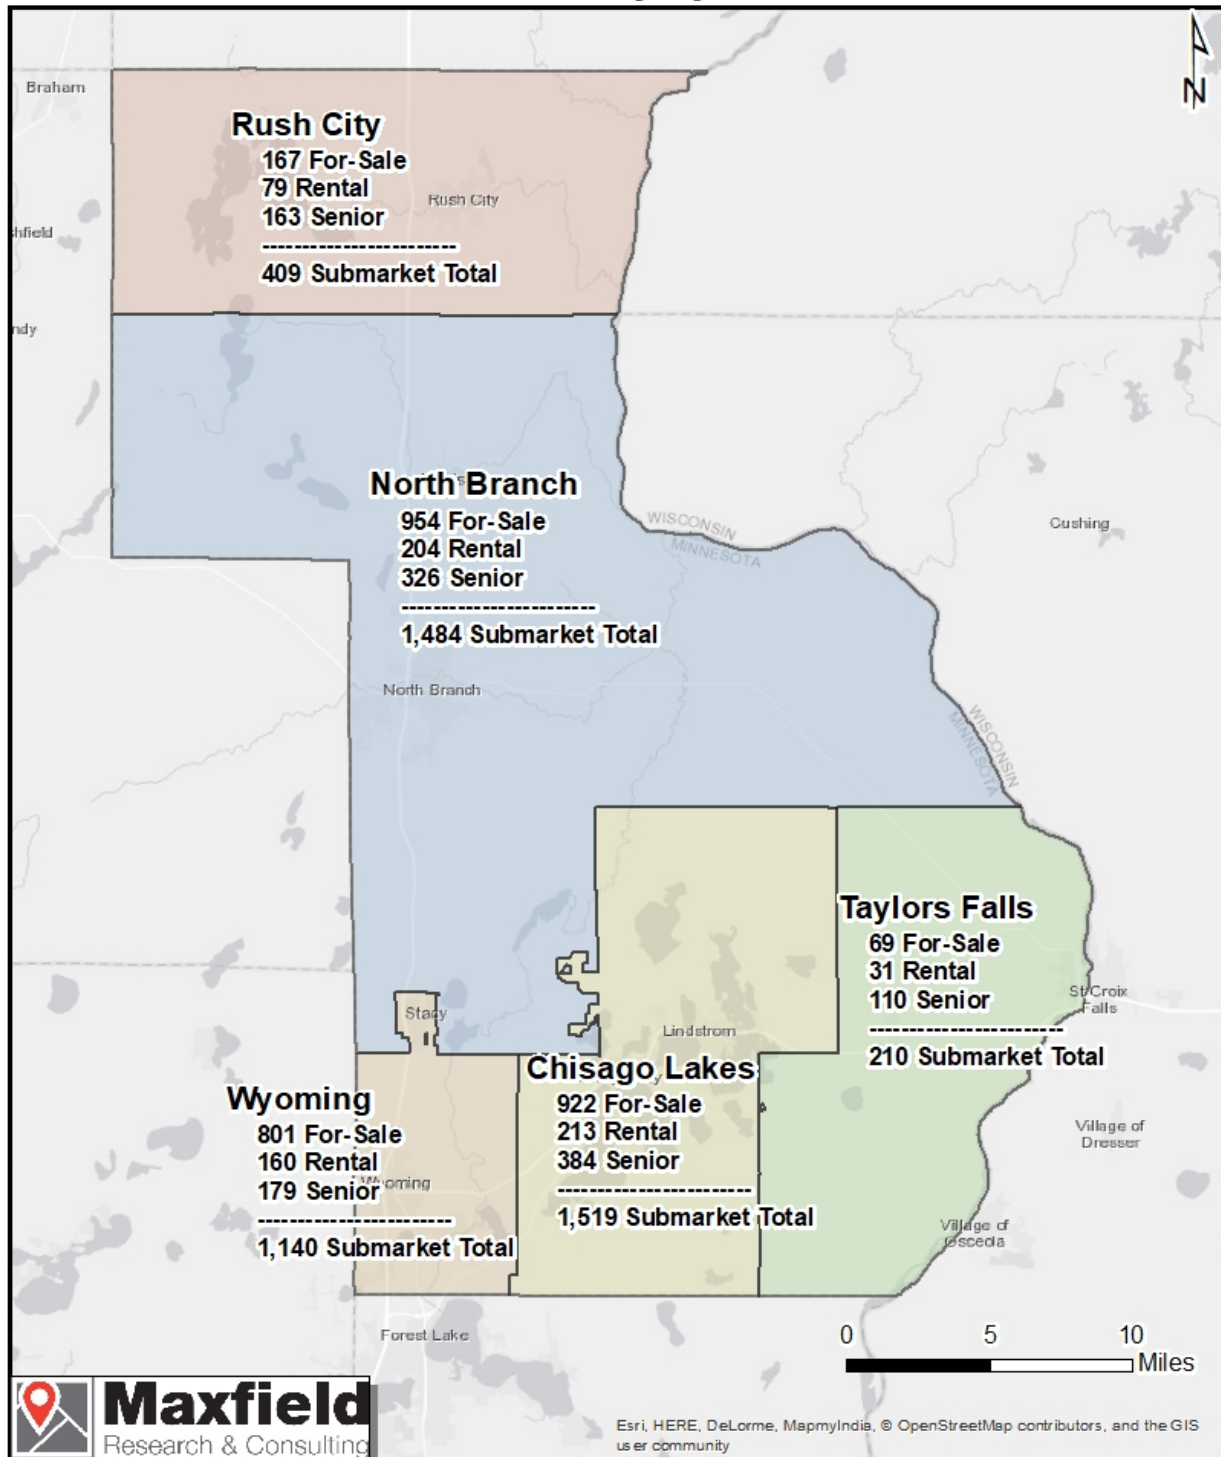 Braham
Rush City
167 For-Sale
79 Rental
163 Senior
------------------------
409 Submarket Total
Rush City
hfield
ndy
N
North Branch
954 For-Sale
204 Rental
326 Senior
------------------------
1,484 Submarket Total
North Branch
WISCONSIN
MINNESOTA
Cushing
WISCONSIN
MINNESOTA
Taylors Falls
69 For-Sale
31 Rental
110 Senior
------------------------
210 Submarket Total
St Croix
Falls
Stacy
Lindstrom
Chisago Lakes
922 For-Sale
213 Rental
384 Senior
------------------------
1,519 Submarket Total
Wyoming
801 For-Sale
160 Rental
179 Senior
------------------------
1,140 Submarket Total
Wyoming
Village of
Dresser
Village of
Osceola
Forest Lake
0 5 10
Miles
Maxfield
Research & Consulting
Esri, HERE, DeLorme, MapmyIndia, © OpenStreetMap contributors, and the GIS
user community